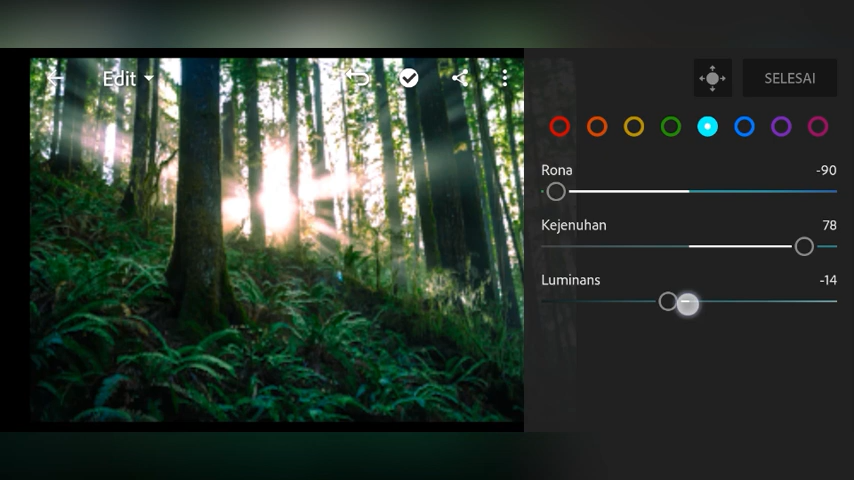 Edit
SELESAI
Rona -90
Kejenuhan 78
Luminans -14